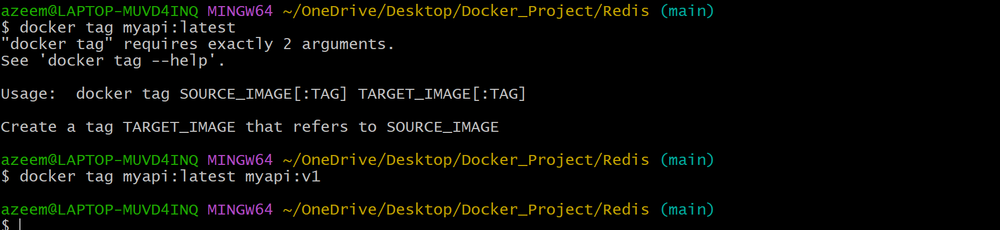 azeem@LAPTOP-MUVD4INQ MINGW64 ~/OneDrive/Desktop/Docker_Project/Redis (main)
$ docker tag myapi:latest
"docker tag" requires exactly 2 arguments.
See 'docker tag --help'.
Usage:  docker tag SOURCE_IMAGE[:TAG] TARGET_IMAGE[:TAG]
Create a tag TARGET_IMAGE that refers to SOURCE_IMAGE
azeem@LAPTOP-MUVD4INQ MINGW64 ~/OneDrive/Desktop/Docker_Project/Redis (main)
$ docker tag myapi:latest myapi:v1
azeem@LAPTOP-MUVD4INQ MINGW64 ~/OneDrive/Desktop/Docker_Project/Redis (main)
$